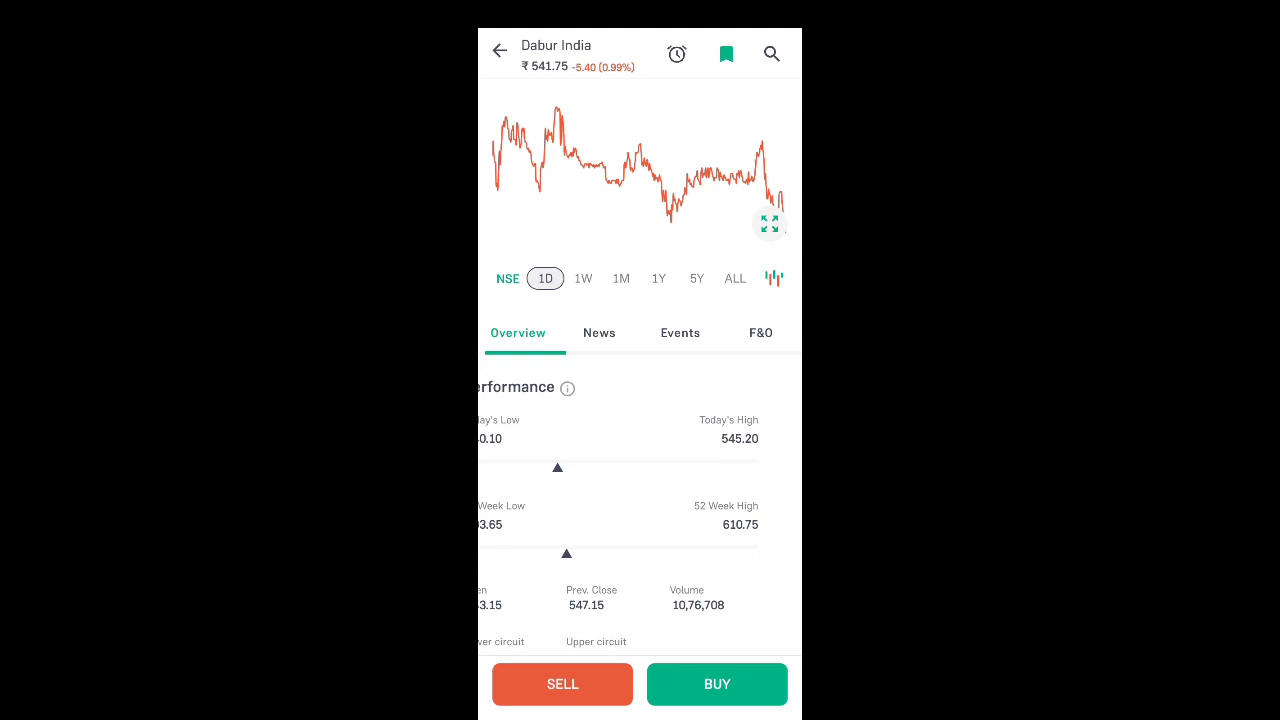 Dabur India
₹ 541.75 -5.40 (0.99%)
NSE 1D 1W 1M 1Y 5Y ALL
Overview News Events F&O
erformance
lay's Low Today's High
0.10 545.20
Week Low 52 Week High
3.65 610.75
en Prev. Close Volume
3.15 547.15 10,76,708
wer circuit Upper circuit
SELL BUY